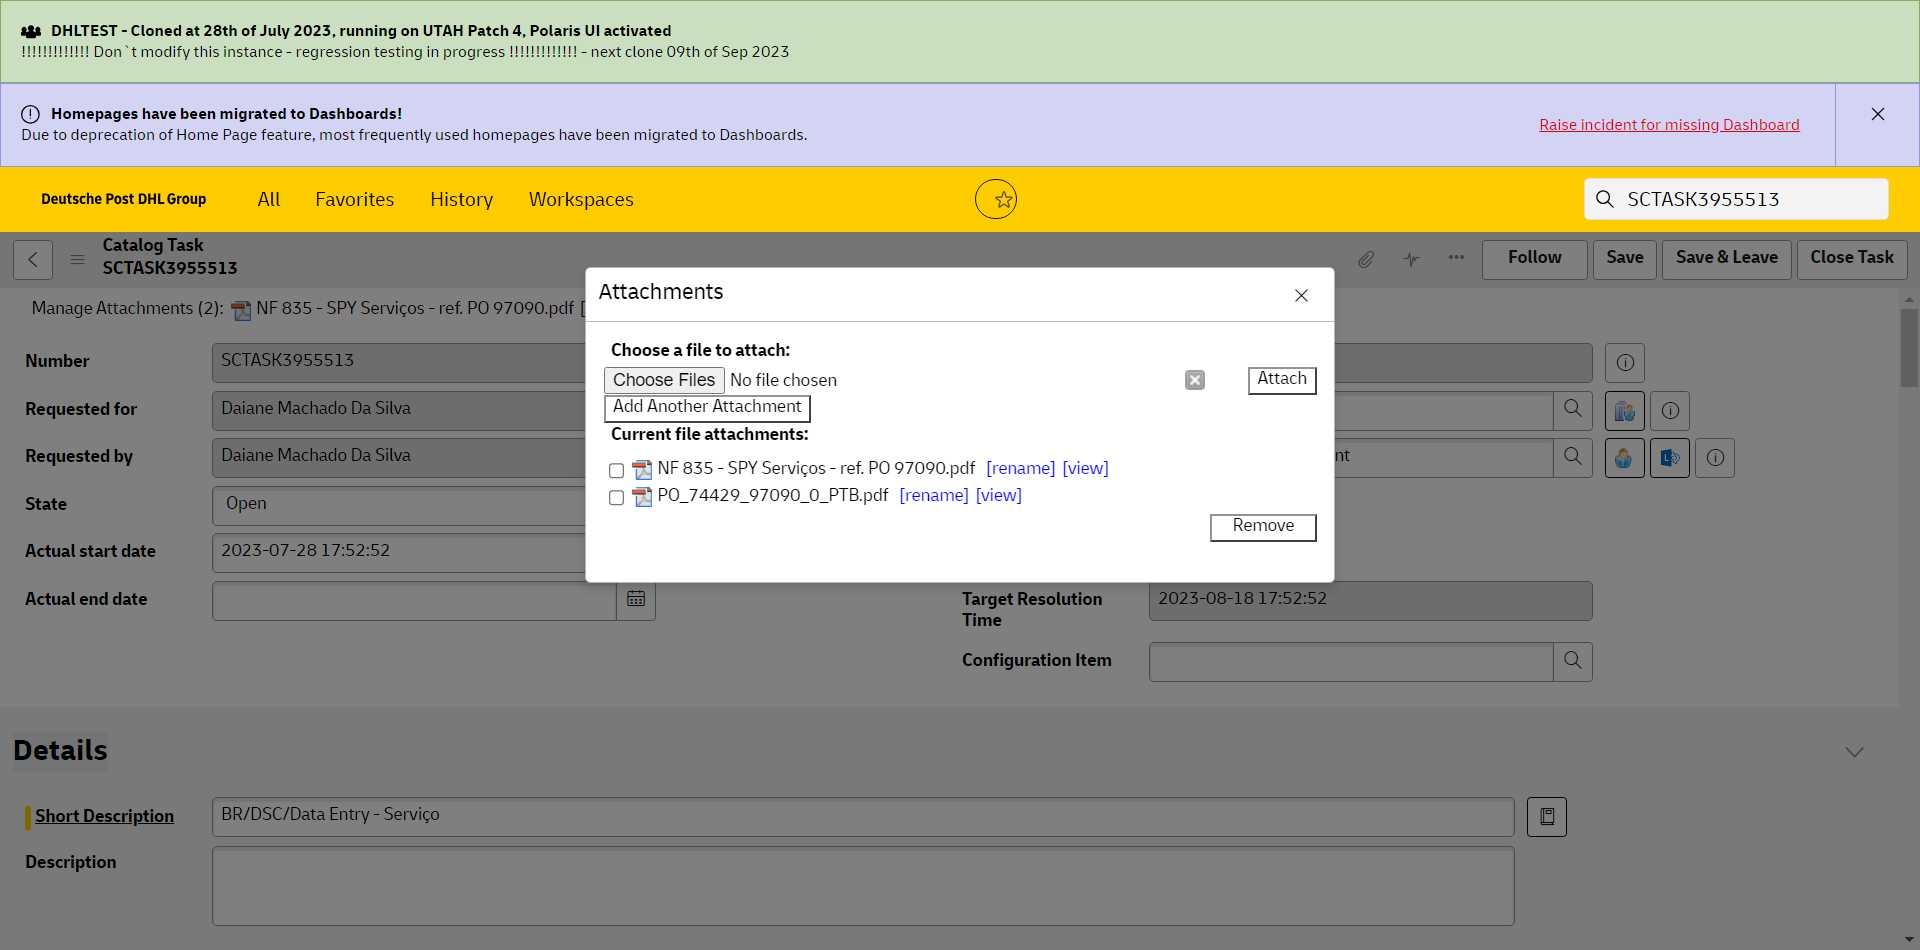 DHLTEST - Cloned at 28th of July 2023, running on UTAH Patch 4, Polaris UI activated
!!!!!!!!!!!!! Don`t modify this instance - regression testing in progress !!!!!!!!!!!!! - next clone 09th of Sep 2023
Homepages have been migrated to Dashboards!
Due to deprecation of Home Page feature, most frequently used homepages have been migrated to Dashboards.
Raise incident for missing Dashboard
Deutsche Post DHL Group
All
Favorites
History
Workspaces
SCTASK3955513
Catalog Task
SCTASK3955513
Follow
Save
Save & Leave
Close Task
Manage Attachments (2):
NF 835 - SPY Serviços - ref. PO 97090.pdf [
Attachments
Choose a file to attach:
Choose Files No file chosen
Attach
Add Another Attachment
Current file attachments:
NF 835 - SPY Serviços - ref. PO 97090.pdf [rename] [view]
PO_74429_97090_0_PTB.pdf [rename] [view]
Remove
Number
SCTASK3955513
Requested for
Daiane Machado Da Silva
Requested by
Daiane Machado Da Silva
nt
State
Open
Actual start date
2023-07-28 17:52:52
Actual end date
Target Resolution
Time
2023-08-18 17:52:52
Configuration Item
Details
Short Description
BR/DSC/Data Entry - Serviço
Description